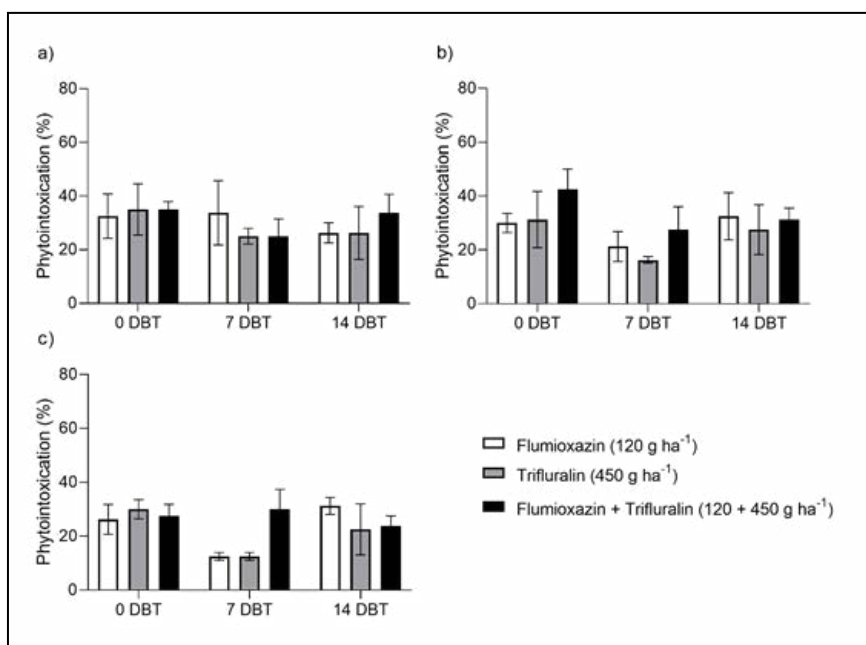 a)
Phytointoxication (%)
80
60
40
20
0
0 DBT 7 DBT 14 DBT
b)
Phytointoxication (%)
80
60
40
20
0
0 DBT 7 DBT 14 DBT
c)
Phytointoxication (%)
80
60
40
20
0
0 DBT 7 DBT 14 DBT
Flumioxazin (120 g ha⁻¹)
Trifluralin (450 g ha⁻¹)
Flumioxazin + Trifluralin (120 + 450 g ha⁻¹)